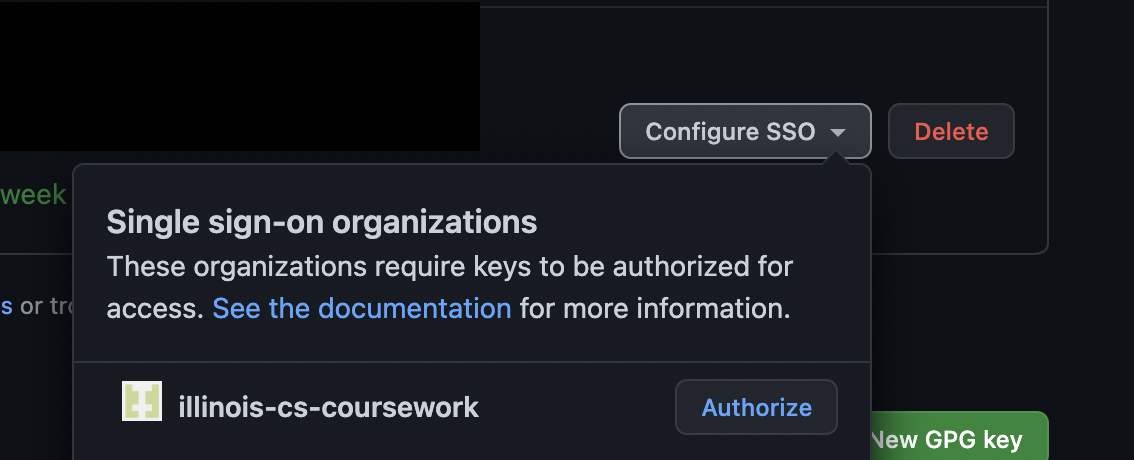 Configure SSO
Delete
week
Single sign-on organizations
These organizations require keys to be authorized for
access. See the documentation for more information.
s or
illinois-cs-coursework
Authorize
New GPG key